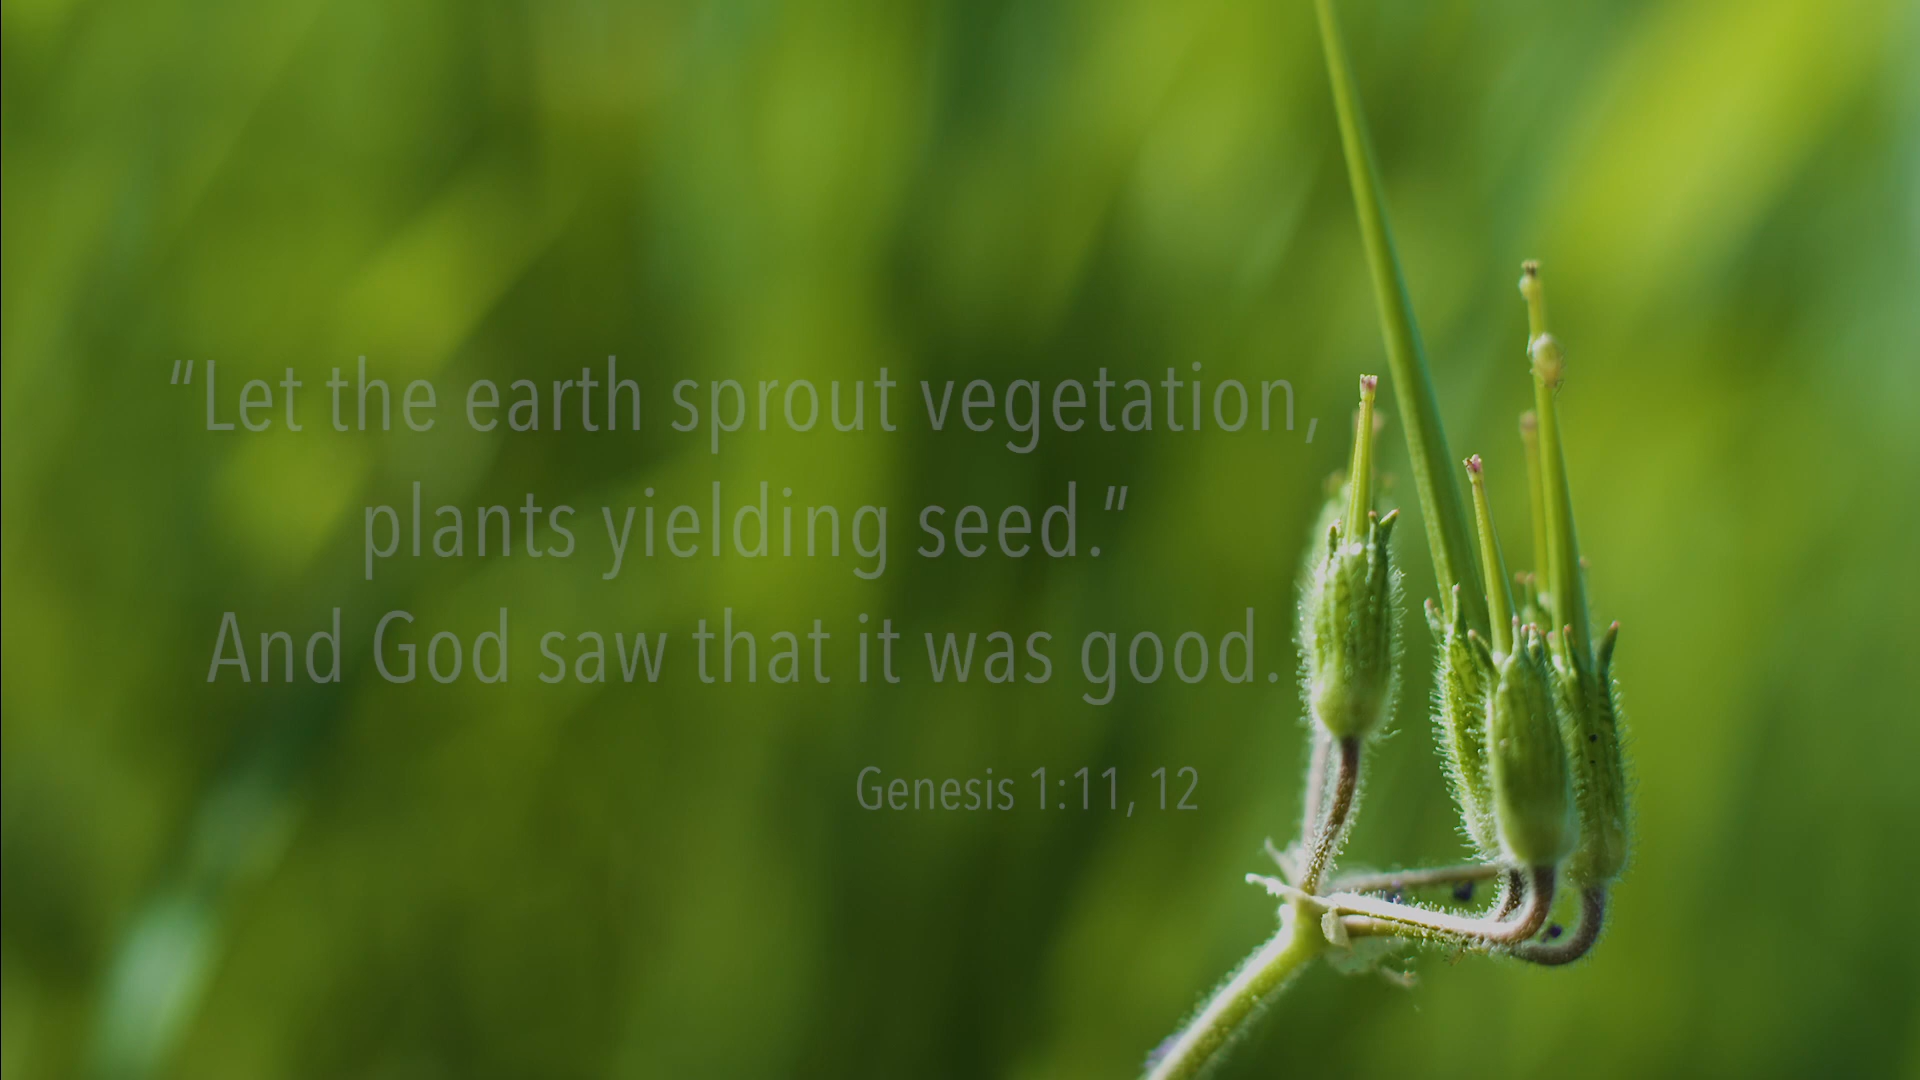 “Let the earth sprout vegetation,
plants yielding seed.”
And God saw that it was good.
Genesis 1:11, 12